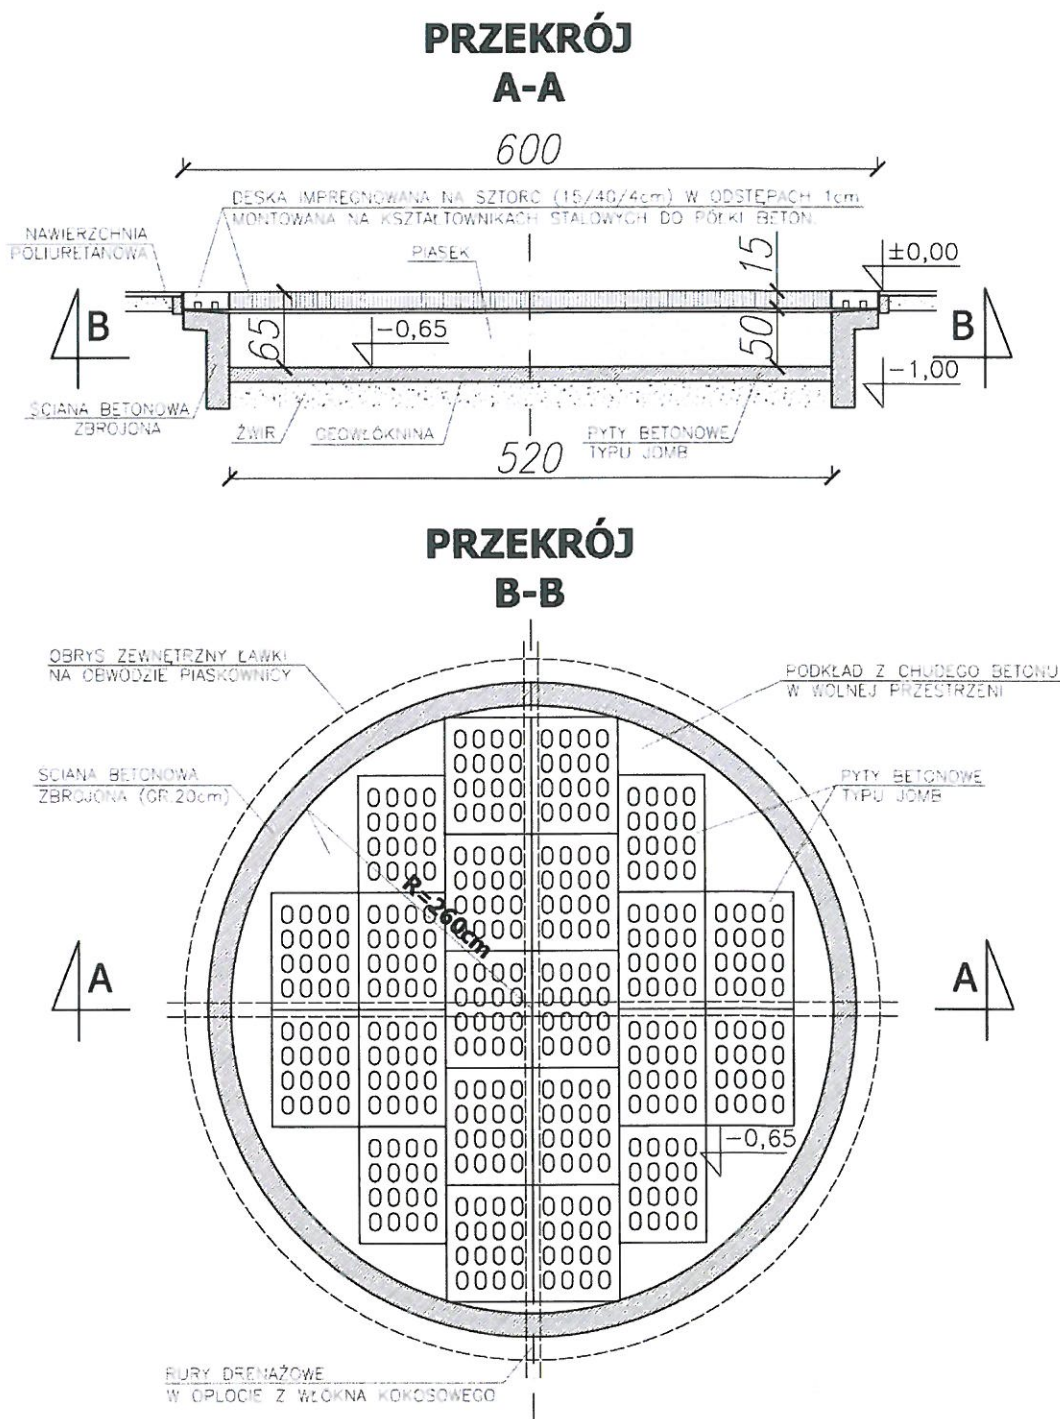 PRZEKRÓJ
A-A
600
DESKA IMPREGNOWANA NA SZTORC (15/40/4cm) W ODSTĘPACH 1cm
MONTOWANA NA KSZTAŁTOWNIKACH STALOWYCH DO PÓŁKI BETON.
NAWIERZCHNIA
POLIURETANOWA
PIASEK
15
±0,00
B
65
-0,65
50
B
-1,00
ŚCIANA BETONOWA
ZBROJONA
ŻWIR
GEOWŁÓKNINA
PYTY BETONOWE
TYPU JOMB
520
PRZEKRÓJ
B-B
OBRYS ZEWNĘTRZNY ŁAWKI
NA OBWODZIE PIASKOWNICY
PODKŁAD Z CHUDEGO BETONU
W WOLNEJ PRZESTRZENI
ŚCIANA BETONOWA
ZBROJONA (GR.20cm)
PYTY BETONOWE
TYPU JOMB
R=260cm
A
A
-0,65
RURY DRENAŻOWE
W OPLOCIE Z WŁÓKNA KOKOSOWEGO